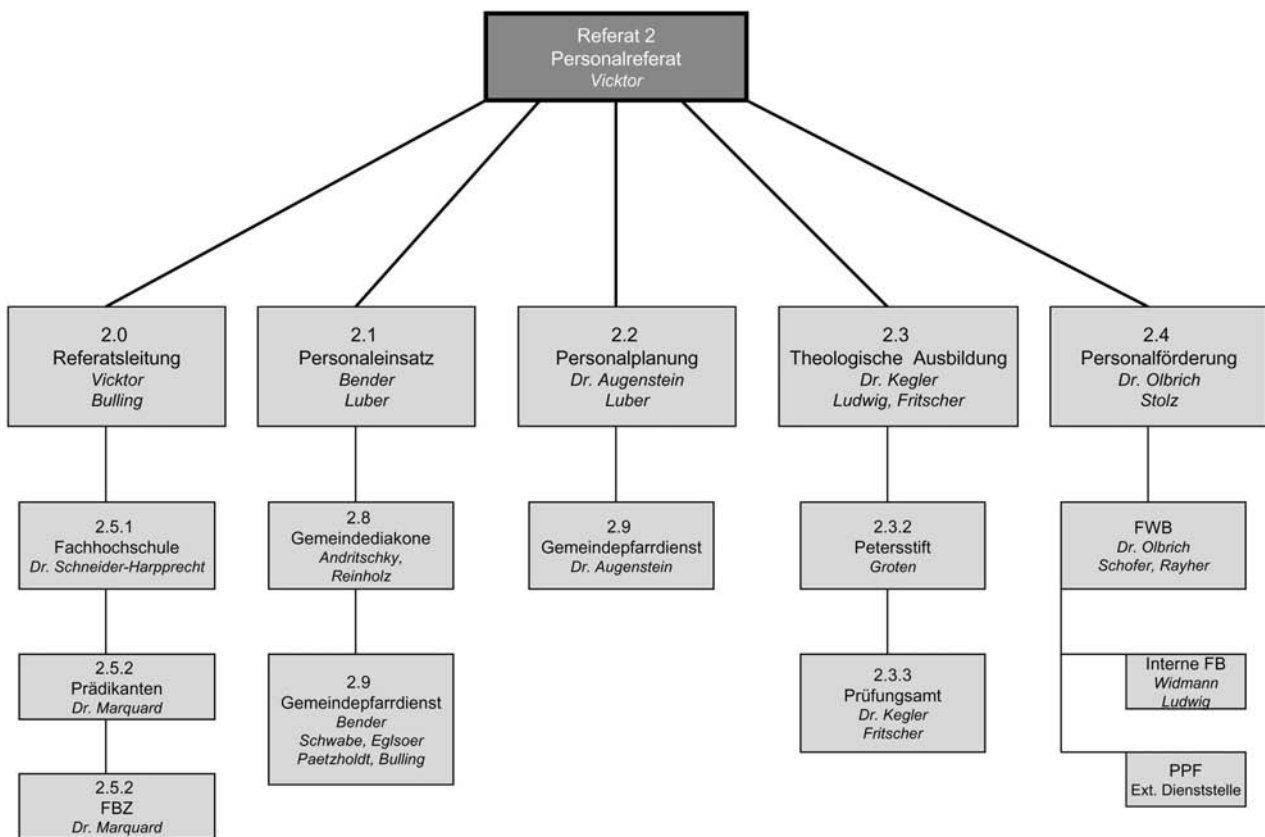 Referat 2
Personalreferat
Vicktor
2.0
Referatsleitung
Vicktor
Bulling
2.1
Personaleinsatz
Bender
Luber
2.2
Personalplanung
Dr. Augenstein
Luber
2.3
Theologische Ausbildung
Dr. Kegler
Ludwig, Fritscher
2.4
Personalförderung
Dr. Olbrich
Stolz
2.5.1
Fachhochschule
Dr. Schneider-Harpprecht
2.8
Gemeindediakone
Andritschky,
Reinholz
2.9
Gemeindepfarrdienst
Dr. Augenstein
2.3.2
Petersstift
Groten
FWB
Dr. Olbrich
Schofer, Rayher
2.5.2
Prädikanten
Dr. Marquard
2.9
Gemeindepfarrdienst
Bender
Schwabe, Eglsoer
Paetzholdt, Bulling
2.3.3
Prüfungsamt
Dr. Kegler
Fritscher
Interne FB
Widmann
Ludwig
2.5.2
FBZ
Dr. Marquard
PPF
Ext. Dienststelle